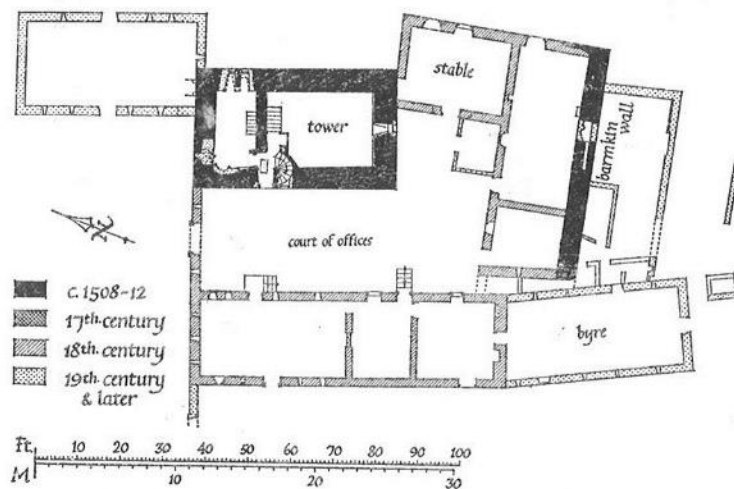 stable
tower
barmkin
wall
court of offices
N
c. 1508-12
17th. century
18th. century
19th. century
& later
byre
Ft. 10 20 30 40 50 60 70 80 90 100
M 10 20 30